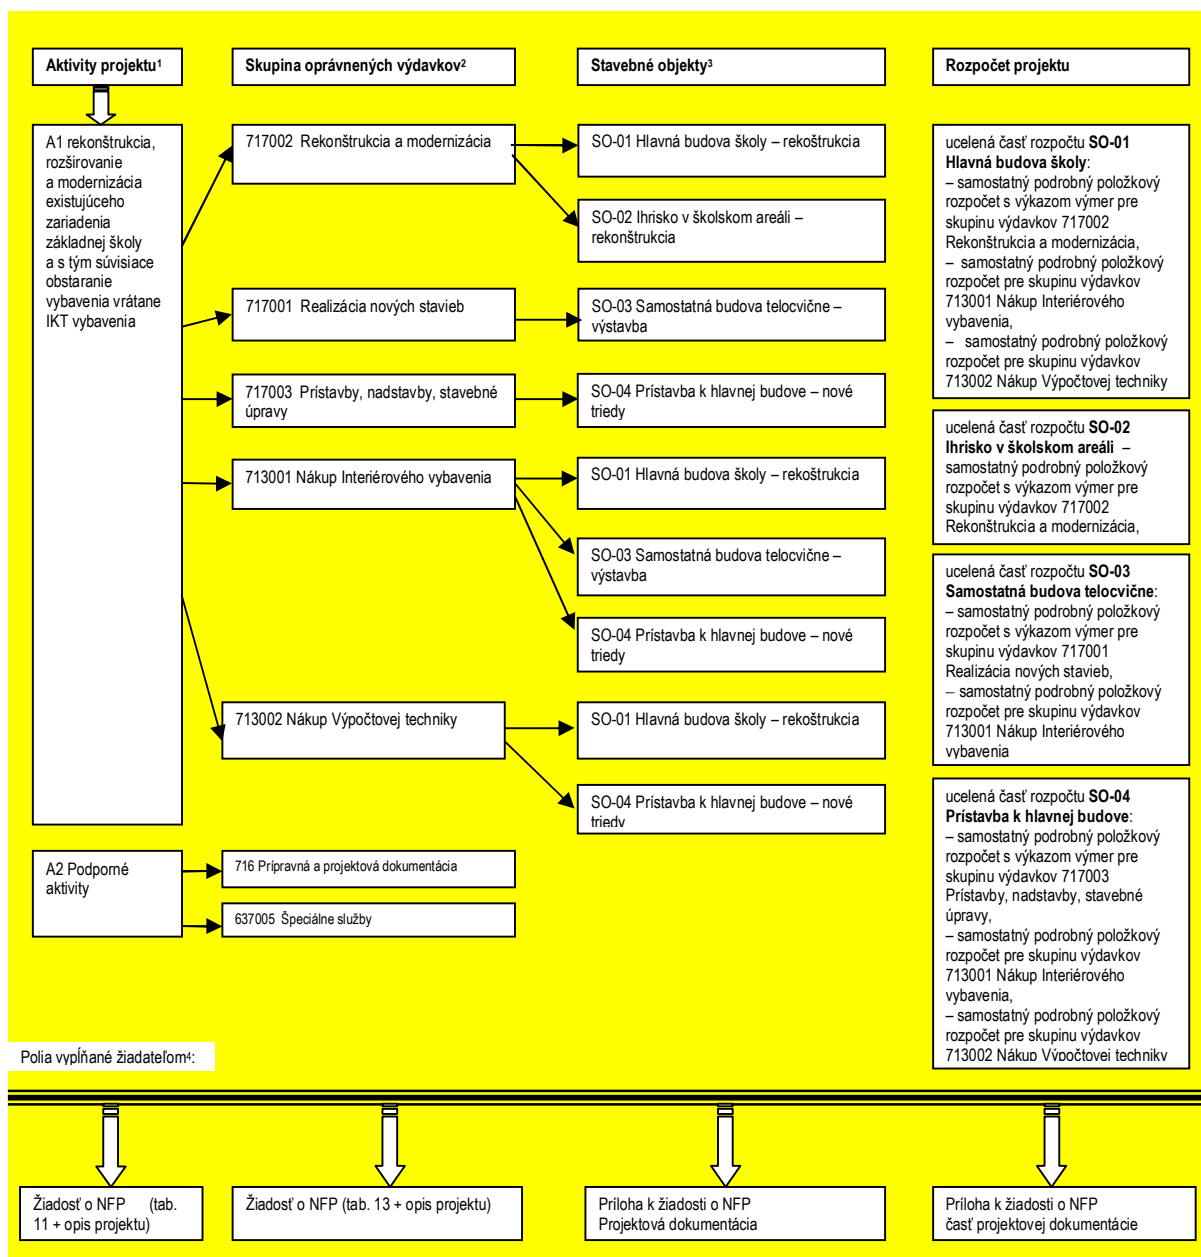 Aktivity projektu¹
Skupina oprávnených výdavkov²
Stavebné objekty³
Rozpočet projektu
A1 rekonštrukcia,
rozširovanie
a modernizácia
existujúceho
zariadenia
základnej školy
a s tým súvisiace
obstaranie
vybavenia vrátane
IKT vybavenia
717002 Rekonštrukcia a modernizácia
717001 Realizácia nových stavieb
717003 Prístavby, nadstavby, stavebné
úpravy
713001 Nákup Interiérového vybavenia
713002 Nákup Výpočtovej techniky
SO-01 Hlavná budova školy – rekoštrukcia
SO-02 Ihrisko v školskom areáli –
rekonštrukcia
SO-03 Samostatná budova telocvične –
výstavba
SO-04 Prístavba k hlavnej budove – nové
triedy
SO-01 Hlavná budova školy – rekoštrukcia
SO-03 Samostatná budova telocvične –
výstavba
SO-04 Prístavba k hlavnej budove – nové
triedy
SO-01 Hlavná budova školy – rekoštrukcia
SO-04 Prístavba k hlavnej budove – nové
triedy
ucelená časť rozpočtu SO-01
Hlavná budova školy:
– samostatný podrobný položkový
rozpočet s výkazom výmer pre
skupinu výdavkov 717002
Rekonštrukcia a modernizácia,
– samostatný podrobný položkový
rozpočet pre skupinu výdavkov
713001 Nákup Interiérového
vybavenia,
– samostatný podrobný položkový
rozpočet pre skupinu výdavkov
713002 Nákup Výpočtovej techniky
ucelená časť rozpočtu SO-02
Ihrisko v školskom areáli –
samostatný podrobný položkový
rozpočet s výkazom výmer pre
skupinu výdavkov 717002
Rekonštrukcia a modernizácia,
ucelená časť rozpočtu SO-03
Samostatná budova telocvične:
– samostatný podrobný položkový
rozpočet s výkazom výmer pre
skupinu výdavkov 717001
Realizácia nových stavieb,
– samostatný podrobný položkový
rozpočet pre skupinu výdavkov
713001 Nákup Interiérového
vybavenia
ucelená časť rozpočtu SO-04
Prístavba k hlavnej budove:
– samostatný podrobný položkový
rozpočet s výkazom výmer pre
skupinu výdavkov 717003
Prístavby, nadstavby, stavebné
úpravy,
– samostatný podrobný položkový
rozpočet pre skupinu výdavkov
713001 Nákup Interiérového
vybavenia,
– samostatný podrobný položkový
rozpočet pre skupinu výdavkov
713002 Nákup Výpočtovej techniky
A2 Podporné
aktivity
716 Prípravná a projektová dokumentácia
637005 Špeciálne služby
Polia vypĺňané žiadateľom⁴:
Žiadosť o NFP (tab.
11 + opis projektu)
Žiadosť o NFP (tab. 13 + opis projektu)
Príloha k žiadosti o NFP
Projektová dokumentácia
Príloha k žiadosti o NFP
časť projektovej dokumentácie